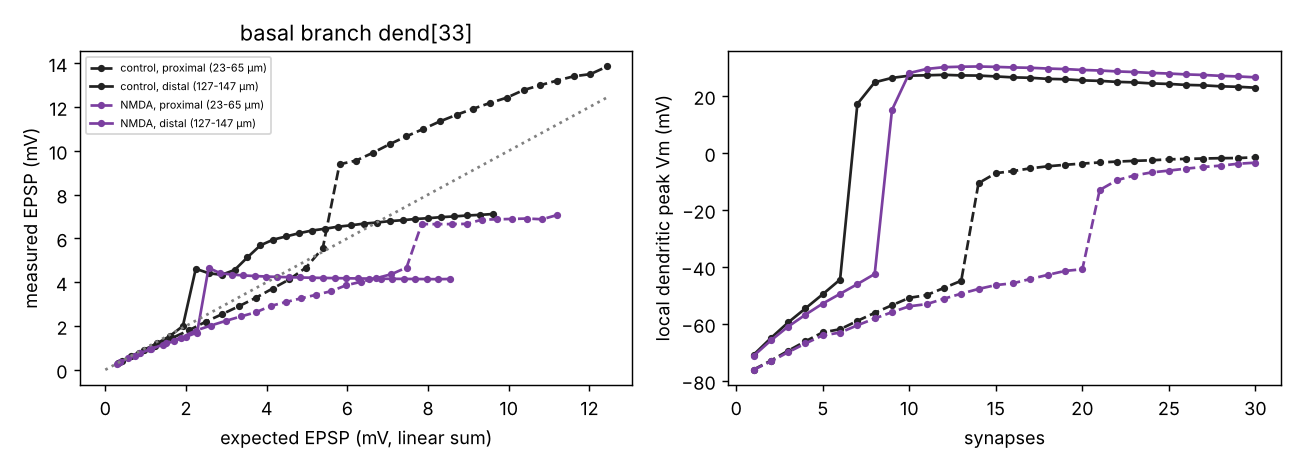 basal branch dend[33]
control, proximal (23-65 µm)
control, distal (127-147 µm)
NMDA, proximal (23-65 µm)
NMDA, distal (127-147 µm)
measured EPSP (mV)
14
12
10
8
6
4
2
0
0 2 4 6 8 10 12
expected EPSP (mV, linear sum)
local dendritic peak Vm (mV)
20
0
−20
−40
−60
−80
0 5 10 15 20 25 30
synapses